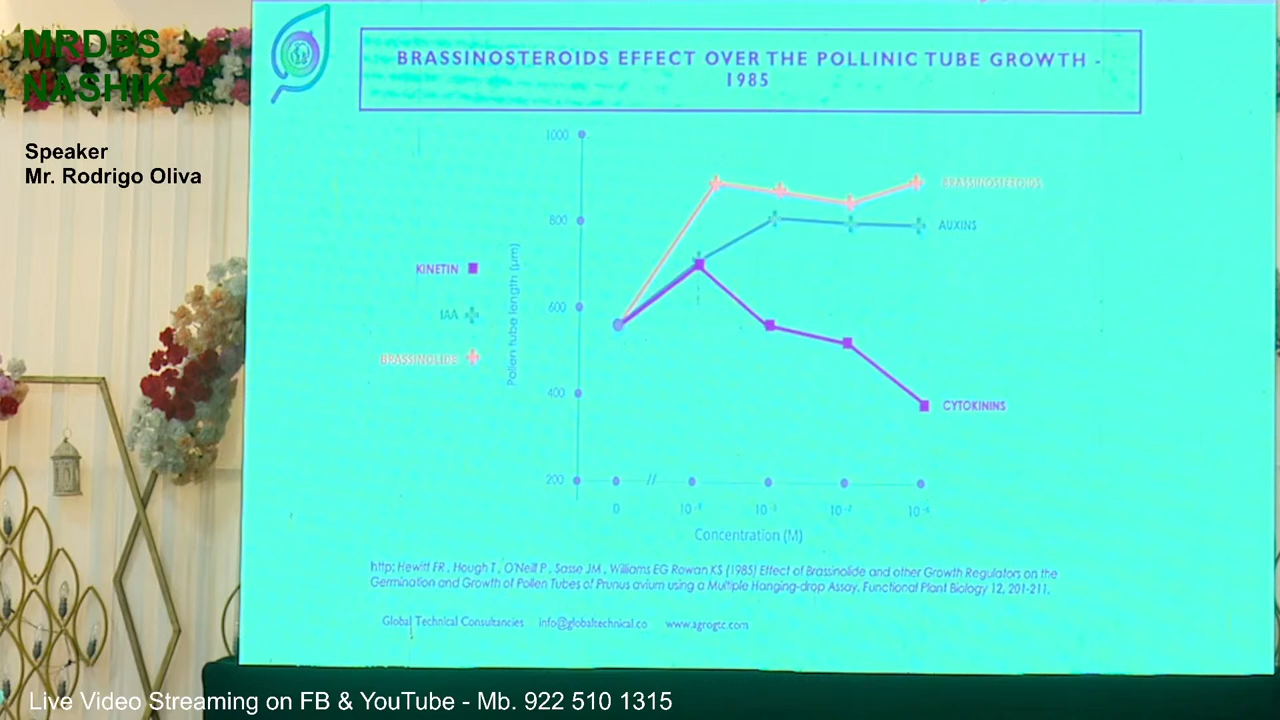 MRDBS
NASHIK
Speaker
Mr. Rodrigo Oliva
BRASSINOSTEROIDS EFFECT OVER THE POLLINIC TUBE GROWTH -
1985
1000
800
600
400
200
Pollen tube length (µm)
KINETIN
IAA
BRASSINOLIDE
BRASSINOSTEROIDS
AUXINS
CYTOKININS
0 //
Concentration (M)
http: Hewitt FR , Hough T , O'Neill P , Sasse JM , Williams EG Rowan KS (1985) Effect of Brassinolide and other Growth Regulators on the
Germination and Growth of Pollen Tubes of Prunus avium using a Multiple Hanging-drop Assay. Functional Plant Biology 12, 201-211.
Global Technical Consultancies info@globaltechnical.co www.agrogtc.com
Live Video Streaming on FB & YouTube - Mb. 922 510 1315